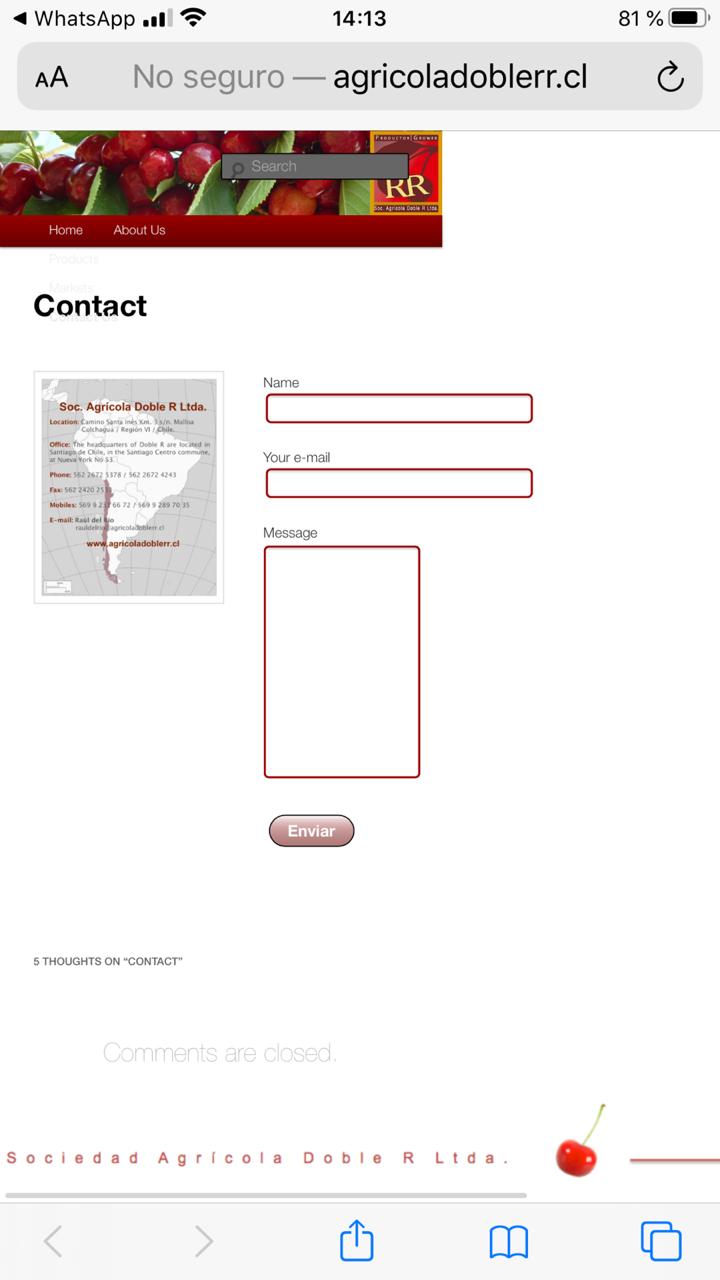 WhatsApp
14:13
81 %
AA
No seguro — agricoladoblerr.cl
PRODUCTOR|GROWER
Search
RR
Soc. Agrícola Doble R Ltda.
Home
About Us
Products
Markets
Contact
Soc. Agrícola Doble R Ltda.
Location: Camino Santa Inés Km. 3 s/n. Malloa
Colchagua / Región VI / Chile.
Office: The headquarters of Doble R are located in
Santiago de Chile, in the Santiago Centro commune,
at Nueva York No 53.
Phone: 562 2672 5378 / 562 2672 4243
Fax: 562 2420
Mobiles: 569 9 66 72 / 569 9 289 70 35
E-mail: Raúl del Río
rauldelrio@agricoladoblerr.cl
www.agricoladoblerr.cl
Name
Your e-mail
Message
Enviar
5 THOUGHTS ON “CONTACT”
Comments are closed.
Sociedad Agrícola Doble R Ltda.